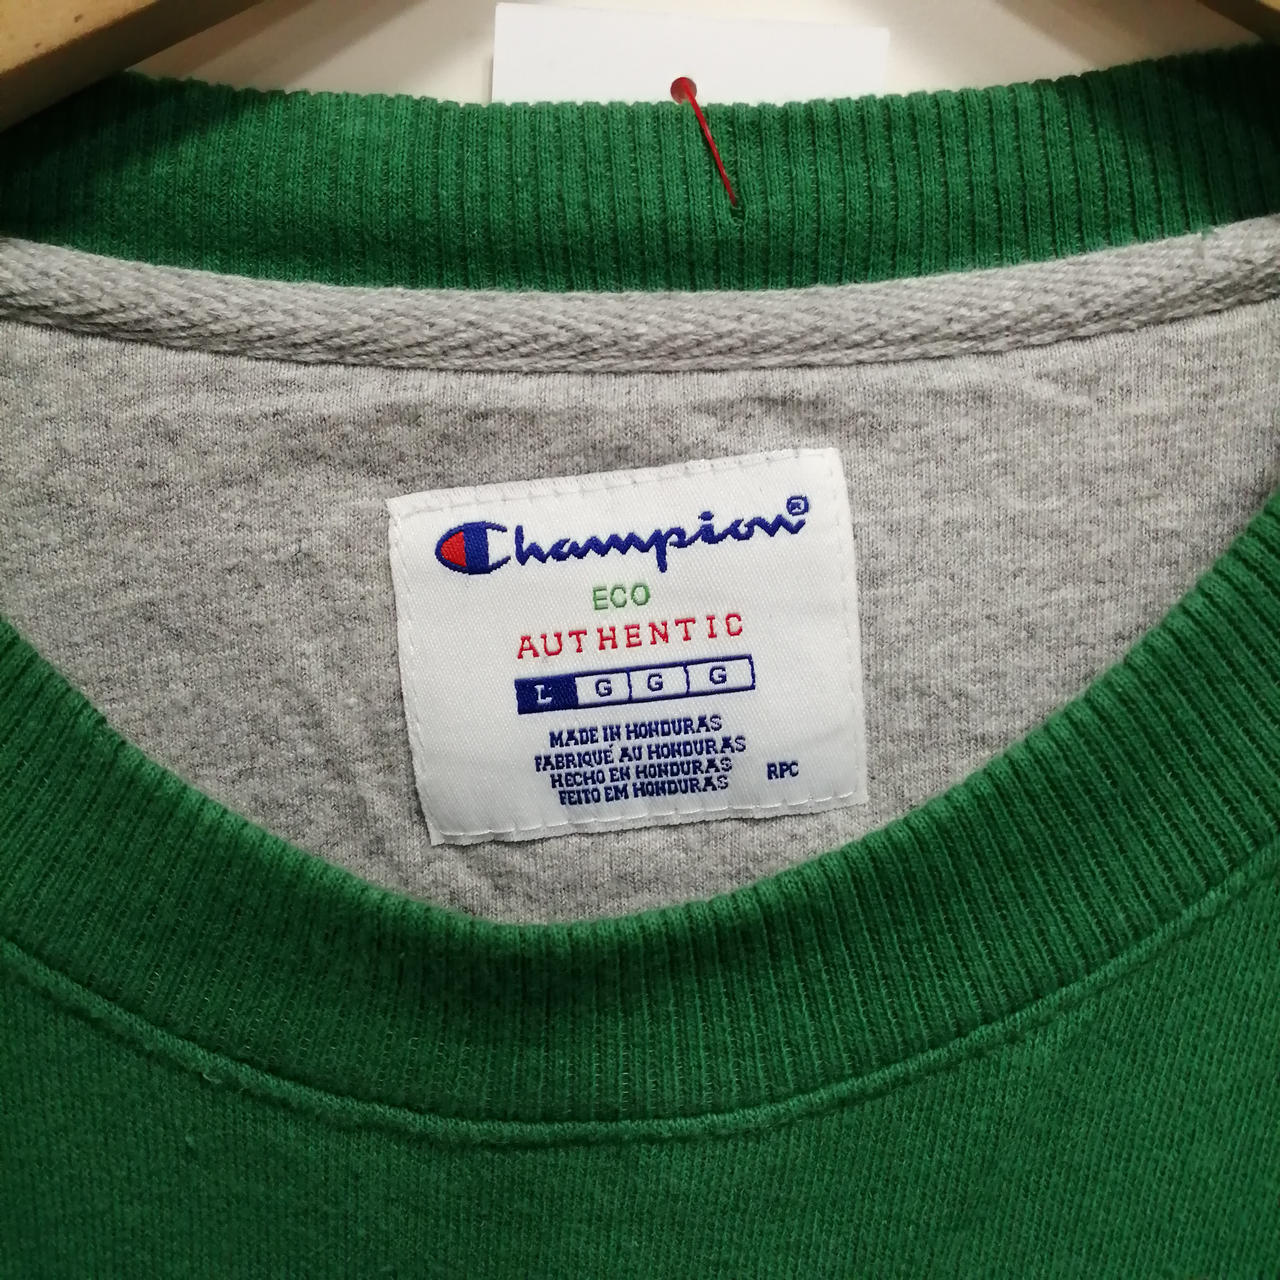 Champion®
ECO
AUTHENTIC
L G G G
MADE IN HONDURAS
FABRIQUÉ AU HONDURAS
HECHO EN HONDURAS
FEITO EM HONDURAS
RPC